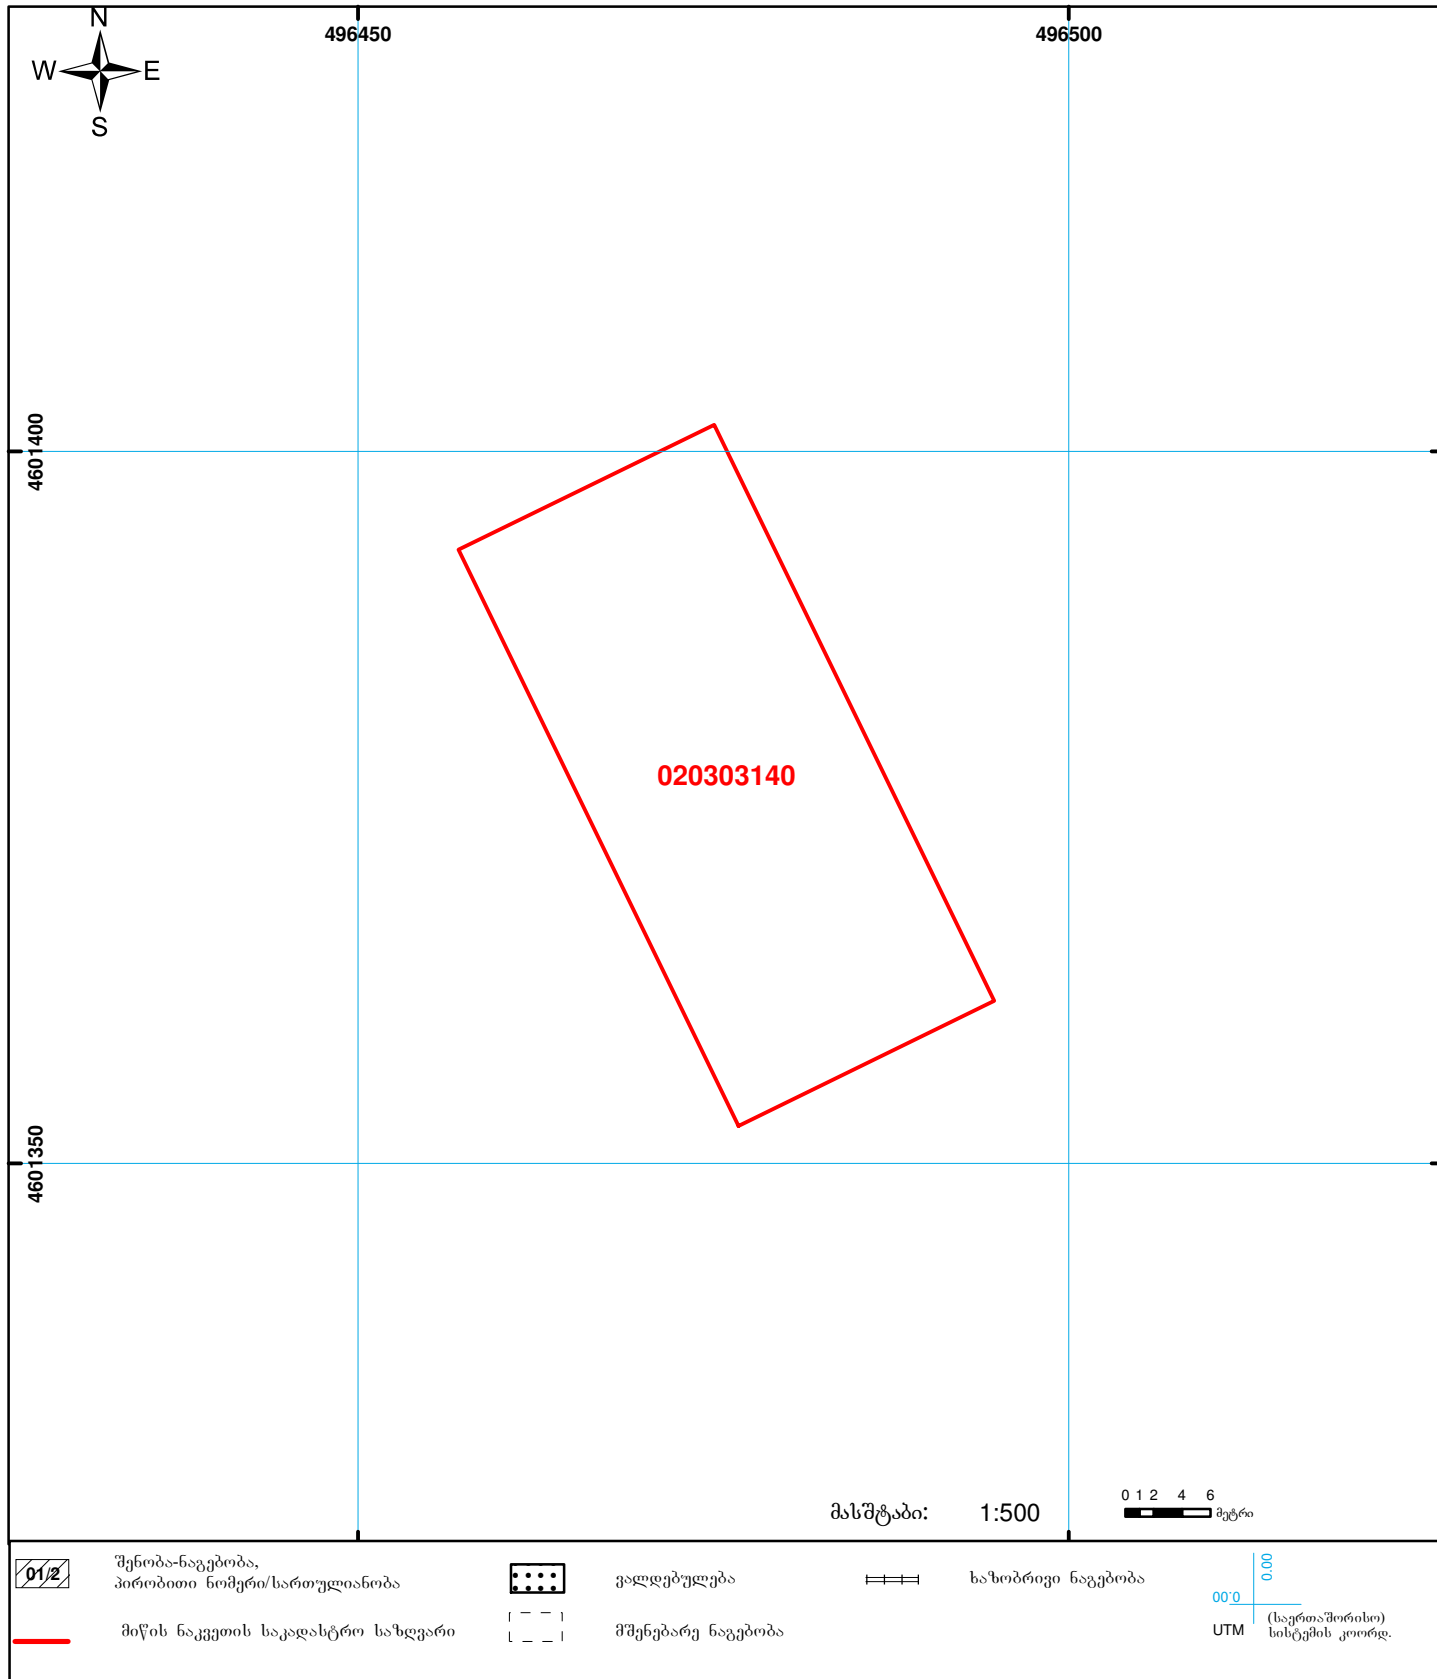 N
W E
S
496450 496500
4601400
020303140
4601350
მასშტაბი: 1:500
0 1 2 4 6
მეტრი
01/2 შენობა-ნაგებობა,
პირობითი ნომერი/სართულიანობა
ვალდებულება
ხაზობრივი ნაგებობა
მიწის ნაკვეთის საკადასტრო საზღვარი
მშენებარე ნაგებობა
0.00
00.0
UTM (საერთაშორისო)
სისტემის კოორდ.